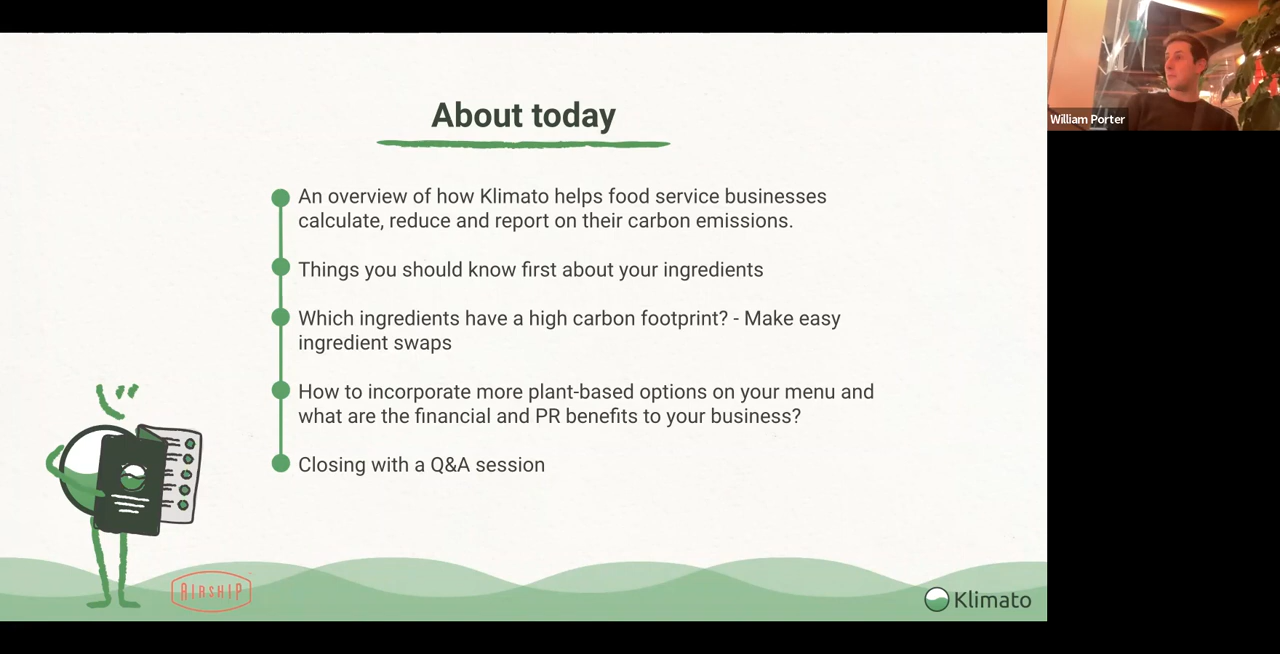 About today
An overview of how Klimato helps food service businesses
calculate, reduce and report on their carbon emissions.
Things you should know first about your ingredients
Which ingredients have a high carbon footprint? - Make easy
ingredient swaps
How to incorporate more plant-based options on your menu and
what are the financial and PR benefits to your business?
Closing with a Q&A session
AIRSHIP
Klimato
William Porter